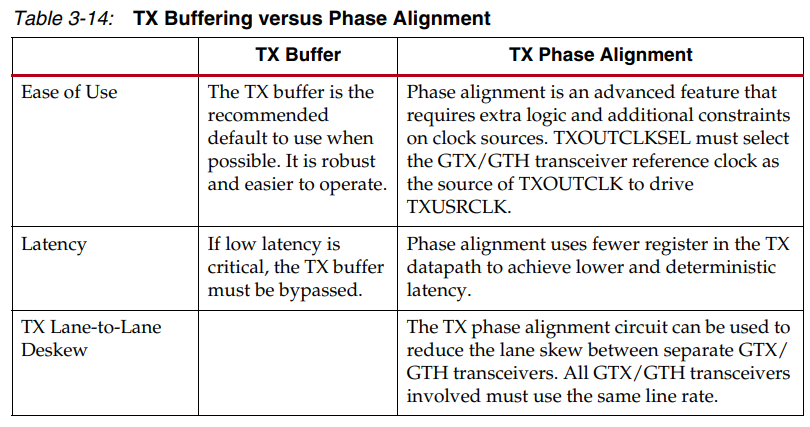 Table 3-14: TX Buffering versus Phase Alignment
TX Buffer
TX Phase Alignment
Ease of Use
The TX buffer is the
recommended
default to use when
possible. It is robust
and easier to operate.
Phase alignment is an advanced feature that
requires extra logic and additional constraints
on clock sources. TXOUTCLKSEL must select
the GTX/GTH transceiver reference clock as
the source of TXOUTCLK to drive
TXUSRCLK.
Latency
If low latency is
critical, the TX buffer
must be bypassed.
Phase alignment uses fewer register in the TX
datapath to achieve lower and deterministic
latency.
TX Lane-to-Lane
Deskew
The TX phase alignment circuit can be used to
reduce the lane skew between separate GTX/
GTH transceivers. All GTX/GTH transceivers
involved must use the same line rate.